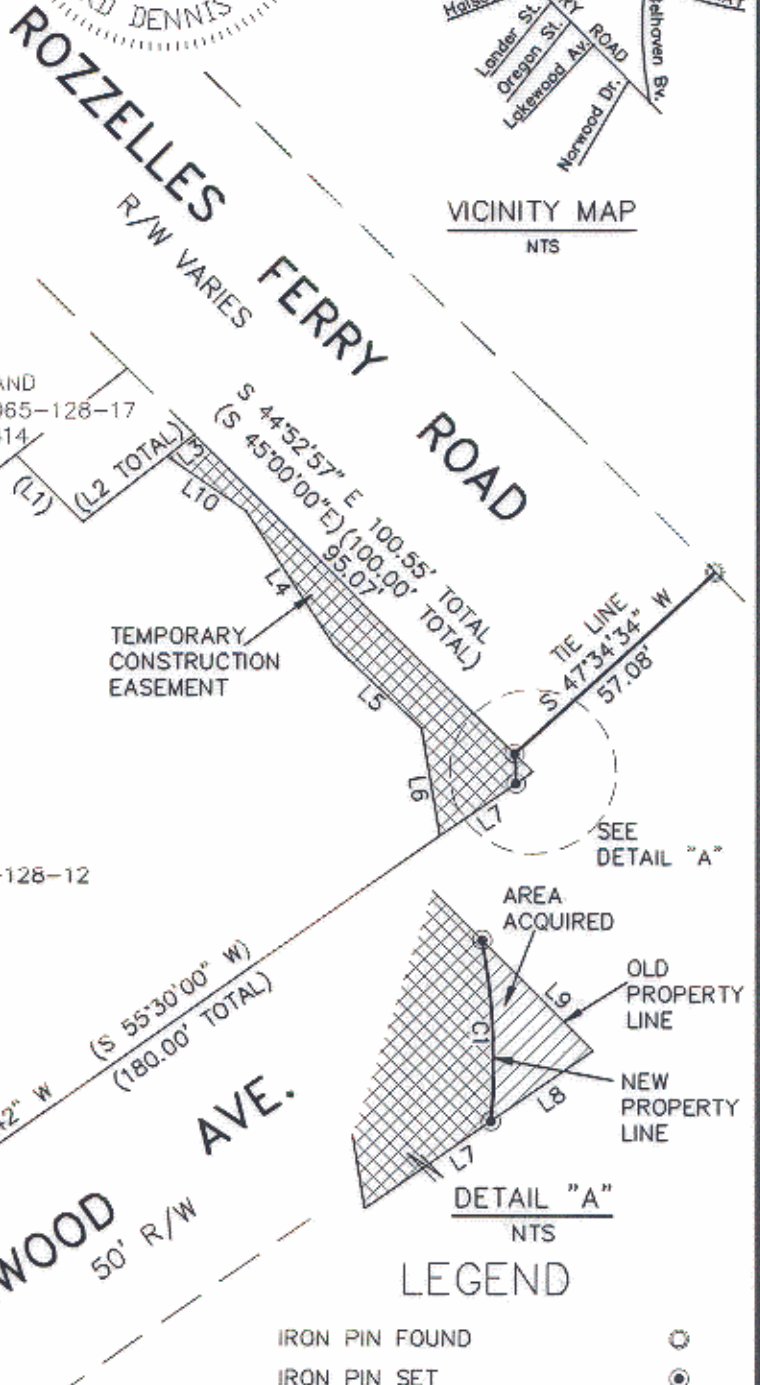 DENNIS
Lander St.
Oregon St.
Lakewood Av.
Norwood Dr.
ROAD
VICINITY MAP
NTS
ROZZELLES FERRY ROAD
R/W VARIES
65-128-17
(L1)
(L2 TOTAL)
L3
L10
S 44°52'57" E 100.55' TOTAL
(S 45°00'00"E)(100.00' TOTAL)
95.07'
L4
TEMPORARY
CONSTRUCTION
EASEMENT
L5
L6
L7
TIE LINE
S 47°34'34" W
57.08'
SEE
DETAIL "A"
-128-12
(S 55°30'00" W)
(180.00' TOTAL)
42" W
WOOD AVE.
50' R/W
AREA
ACQUIRED
L9
OLD
PROPERTY
LINE
C1
NEW
PROPERTY
LINE
L8
L7
DETAIL "A"
NTS
LEGEND
IRON PIN FOUND
IRON PIN SET